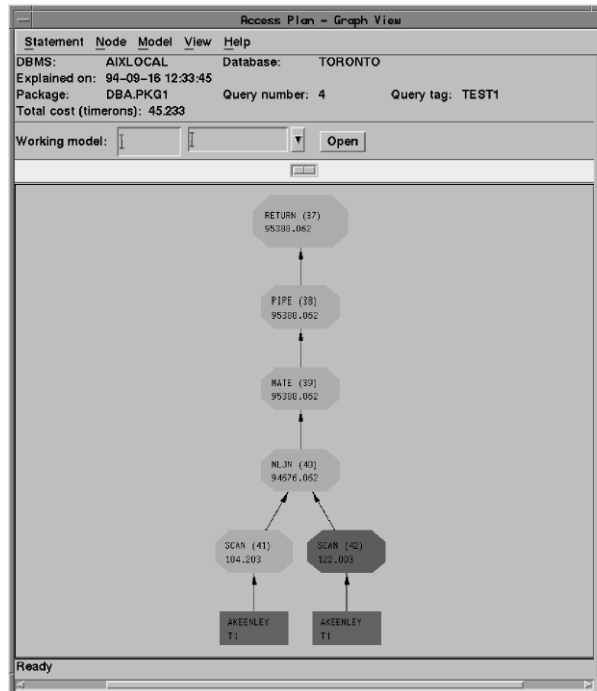 Access Plan - Graph View
Statement Node Model View Help
DBMS: AIXLOCAL Database: TORONTO
Explained on: 94-09-16 12:33:45
Package: DBA.PKG1 Query number: 4 Query tag: TEST1
Total cost (timerons): 45.233
Working model: Open
RETURN (37)
95388.062
PIPE (38)
95388.062
MATE (39)
95388.062
NLJN (40)
94676.062
SCAN (41)
104.203
SCAN (42)
122.003
AKEENLEY
T1
AKEENLEY
T1
Ready